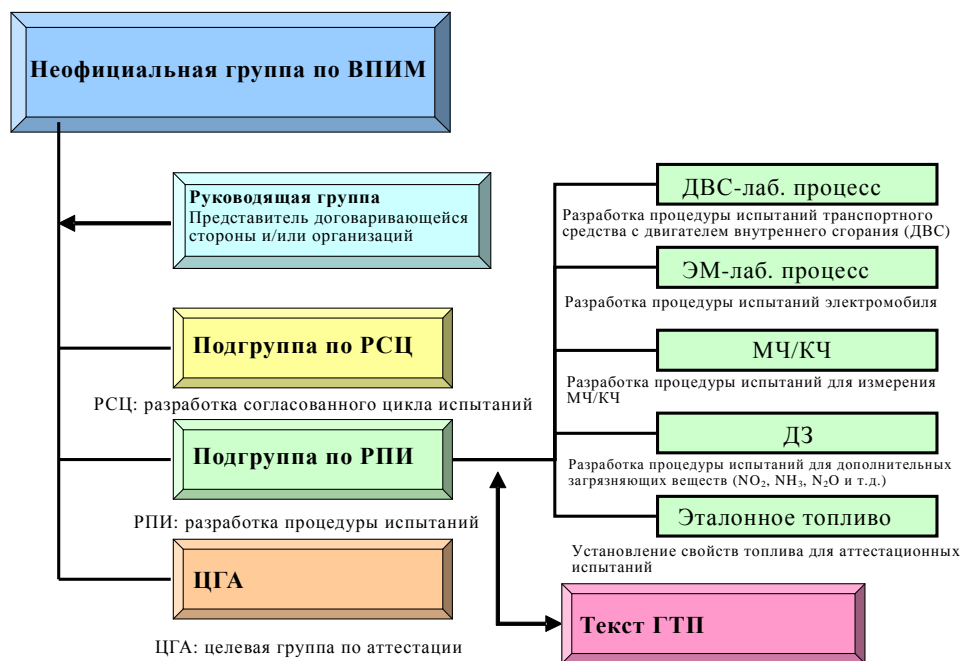 Неофициальная группа по ВПИМ
Руководящая группа
Представитель договаривающейся
стороны и/или организаций
Подгруппа по РСЦ
РСЦ: разработка согласованного цикла испытаний
Подгруппа по РПИ
РПИ: разработка процедуры испытаний
ЦГА
ЦГА: целевая группа по аттестации
ДВС-лаб. процесс
Разработка процедуры испытаний транспортного
средства с двигателем внутреннего сгорания (ДВС)
ЭМ-лаб. процесс
Разработка процедуры испытаний электромобиля
МЧ/КЧ
Разработка процедуры испытаний для измерения
МЧ/КЧ
ДЗ
Разработка процедуры испытаний для дополнительных
загрязняющих веществ (NO₂, NH₃, N₂O и т.д.)
Эталонное топливо
Установление свойств топлива для аттестационных
испытаний
Текст ГТП